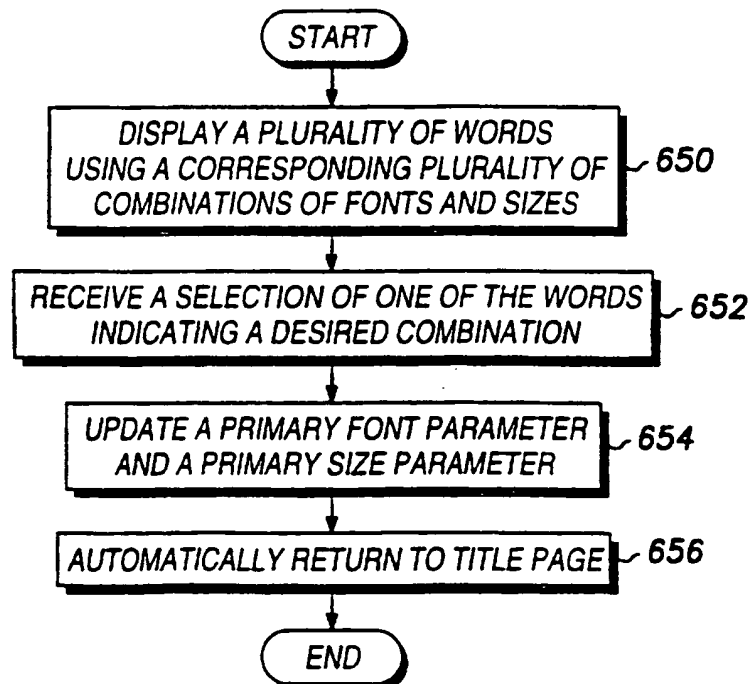 START
DISPLAY A PLURALITY OF WORDS
USING A CORRESPONDING PLURALITY OF
COMBINATIONS OF FONTS AND SIZES
650
RECEIVE A SELECTION OF ONE OF THE WORDS
INDICATING A DESIRED COMBINATION
652
UPDATE A PRIMARY FONT PARAMETER
AND A PRIMARY SIZE PARAMETER
654
AUTOMATICALLY RETURN TO TITLE PAGE
656
END